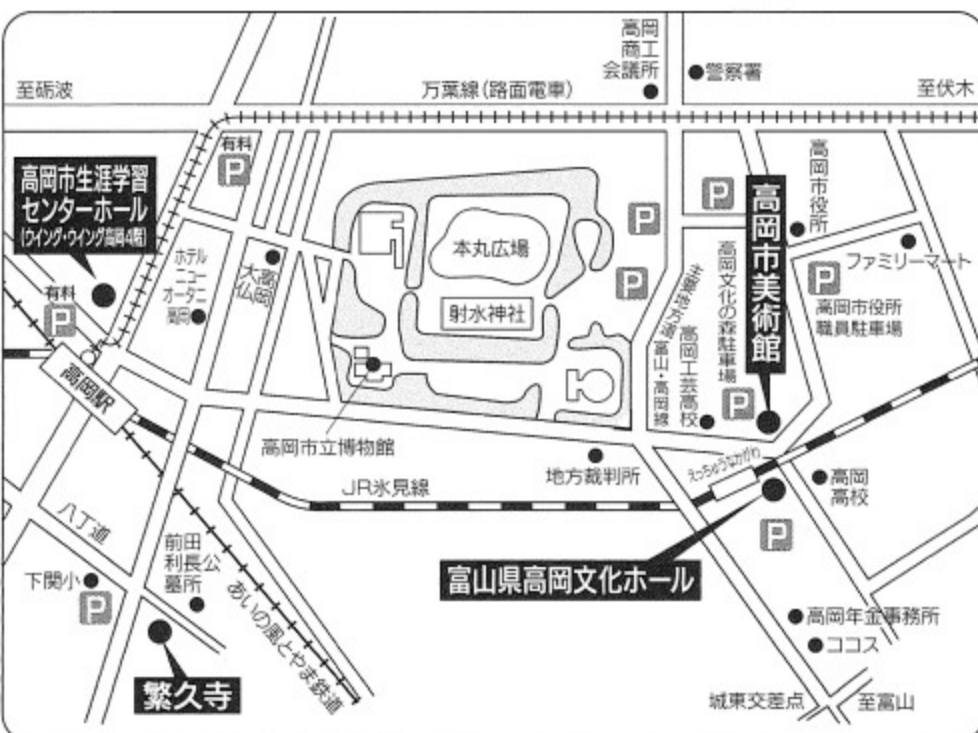 高岡
商工
会議所
警察署
至砺波
万葉線(路面電車)
至伏木
有料
P
高岡市生涯学習
センターホール
(ウイング・ウイング高岡4階)
高岡市役所
P
高岡市美術館
P
本丸広場
高岡
大仏
ホテル
ニュー
オータニ
高岡
ファミリーマート
高岡文化の森駐車場
P
P
高岡市役所
職員駐車場
有料
P
射水神社
富山・高岡線
高岡工芸高校
高岡駅
P
高岡市立博物館
地方裁判所
えっちゅうなかがわ
JR氷見線
高岡
高校
八丁道
P
前田
利長公
墓所
下関小
P
富山県高岡文化ホール
あいの風とやま鉄道
高岡年金事務所
ココス
繁久寺
城東交差点
至富山